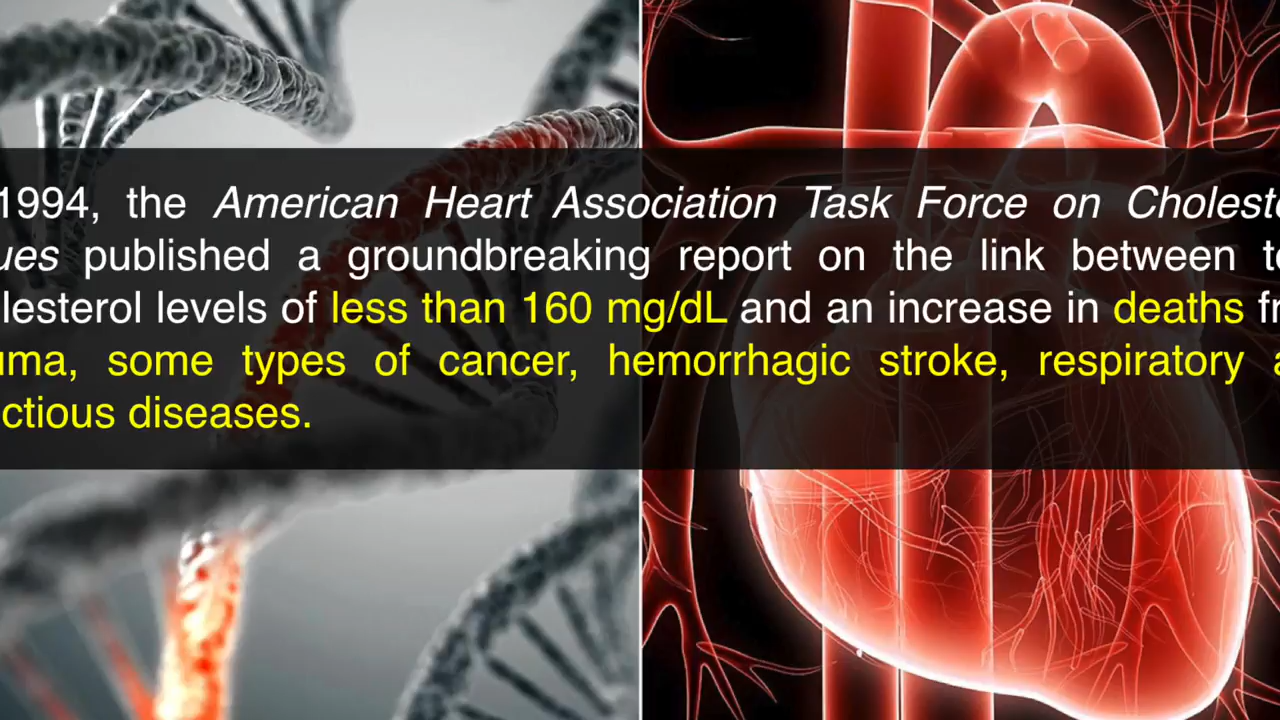 1994, the American Heart Association Task Force on Cholest
ues published a groundbreaking report on the link between t
lesterol levels of less than 160 mg/dL and an increase in deaths fr
uma, some types of cancer, hemorrhagic stroke, respiratory a
ctious diseases.